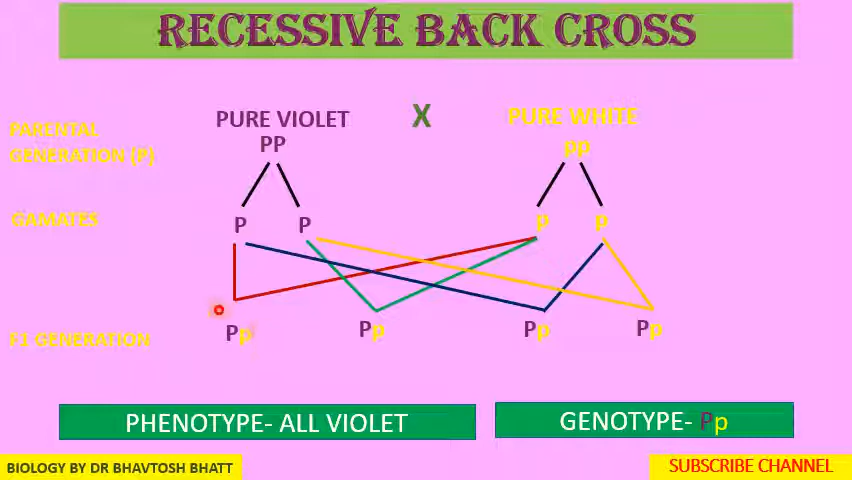 RECESSIVE BACK CROSS
PARENTAL GENERATION (P)
PURE VIOLET X PURE WHITE
PP pp
GAMATES P P p p
F1 GENERATION Pp Pp Pp Pp
PHENOTYPE- ALL VIOLET GENOTYPE- Pp
BIOLOGY BY DR BHAVTOSH BHATT SUBSCRIBE CHANNEL